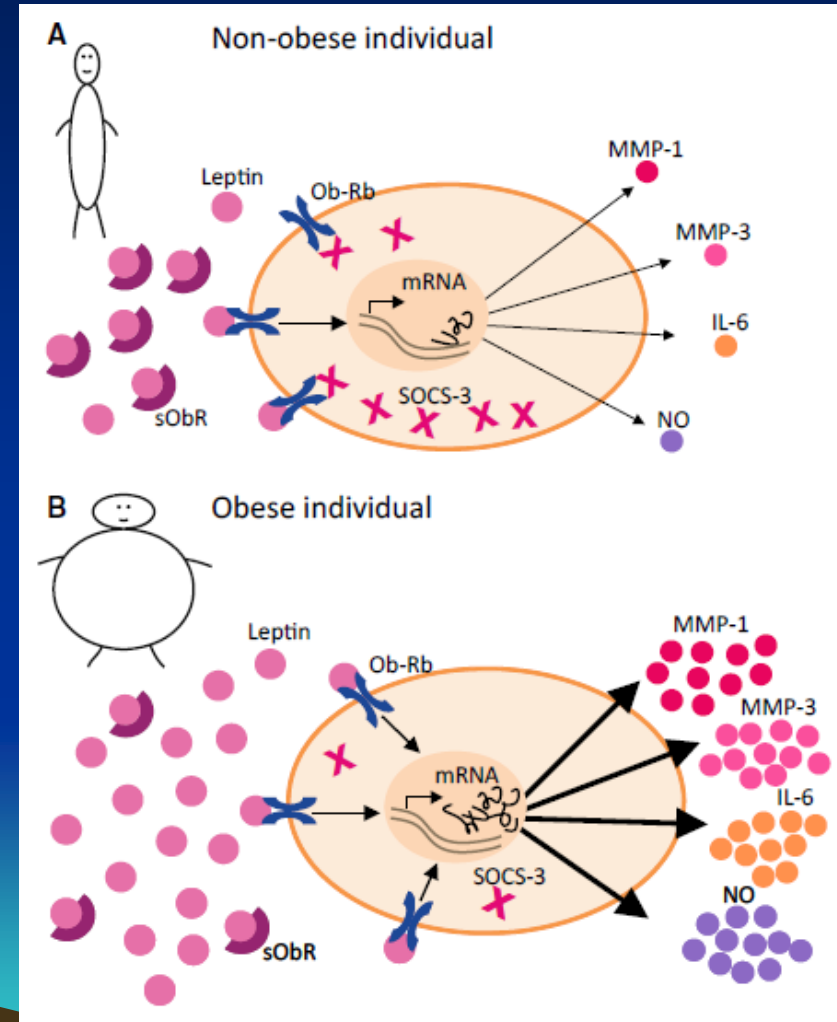 A Non-obese individual
Leptin
Ob-Rb
MMP-1
MMP-3
mRNA
IL-6
SOCS-3
sObR
NO
B Obese individual
Leptin
Ob-Rb
MMP-1
MMP-3
mRNA
IL-6
SOCS-3
NO
sObR